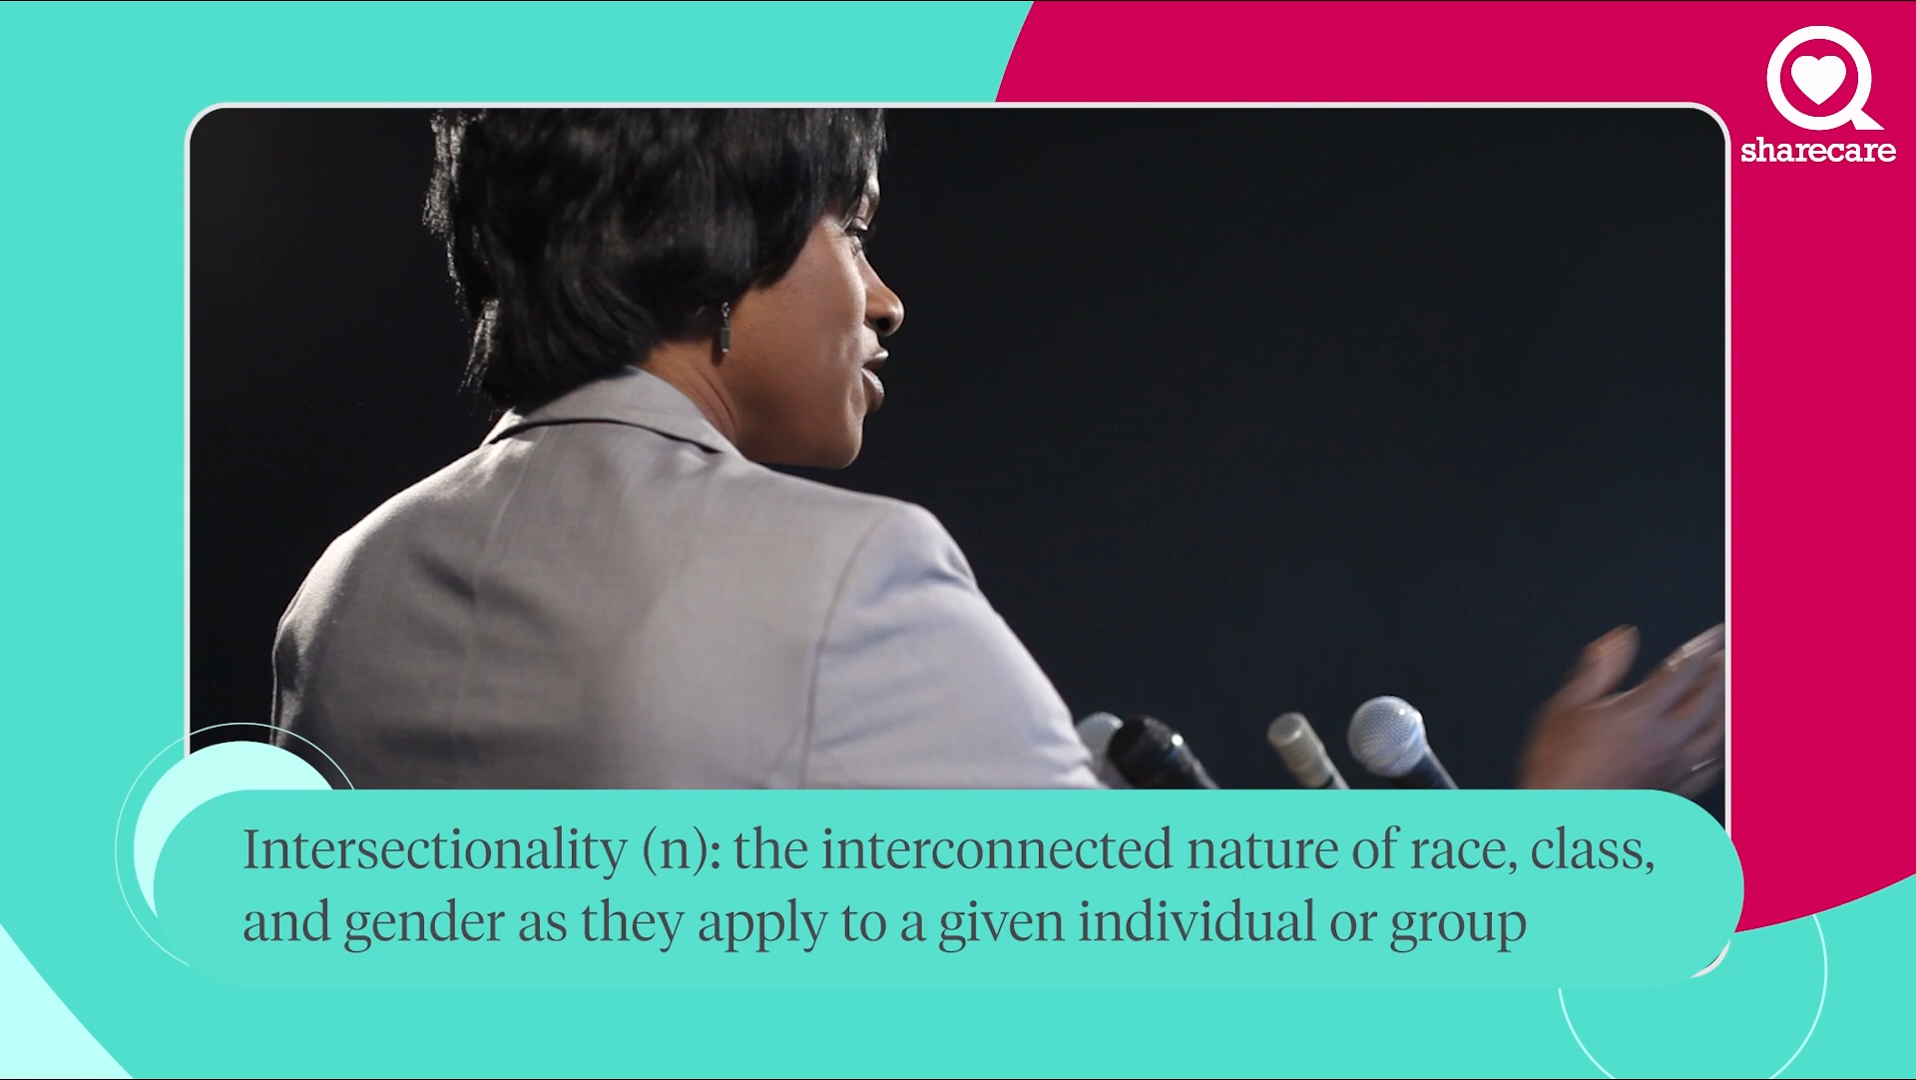 sharecare
Intersectionality (n): the interconnected nature of race, class,
and gender as they apply to a given individual or group